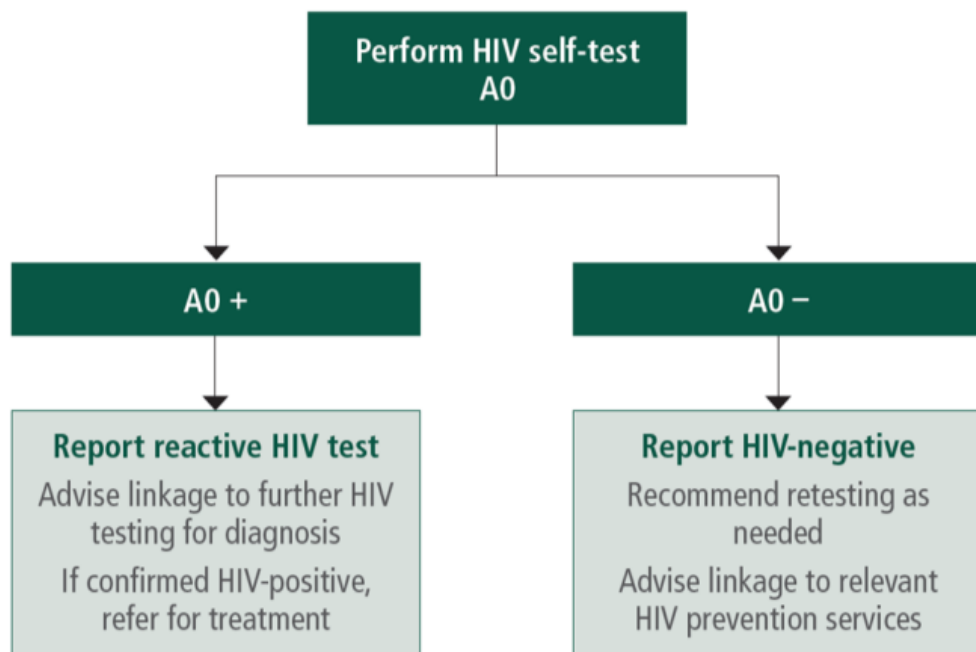 Perform HIV self-test
A0
A0 +
A0 –
Report reactive HIV test
Advise linkage to further HIV
testing for diagnosis
If confirmed HIV-positive,
refer for treatment
Report HIV-negative
Recommend retesting as
needed
Advise linkage to relevant
HIV prevention services